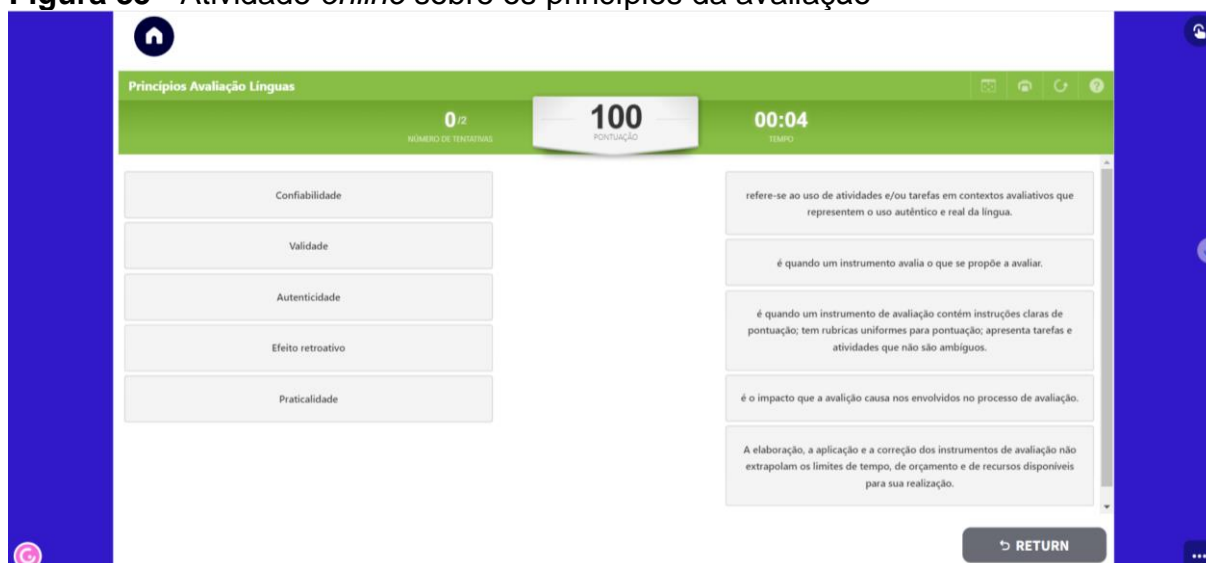 Figura 35 - Atividade online sobre os princípios da avaliação
Princípios Avaliação Línguas
0/2
NÚMERO DE TENTATIVAS
100
PONTUAÇÃO
00:04
TEMPO
Confiabilidade
Validade
Autenticidade
Efeito retroativo
Praticalidade
refere-se ao uso de atividades e/ou tarefas em contextos avaliativos que
representem o uso autêntico e real da língua.
é quando um instrumento avalia o que se propõe a avaliar.
é quando um instrumento de avaliação contém instruções claras de
pontuação; tem rubricas uniformes para pontuação; apresenta tarefas e
atividades que não são ambíguos.
é o impacto que a avalição causa nos envolvidos no processo de avaliação.
A elaboração, a aplicação e a correção dos instrumentos de avaliação não
extrapolam os limites de tempo, de orçamento e de recursos disponíveis
para sua realização.
RETURN